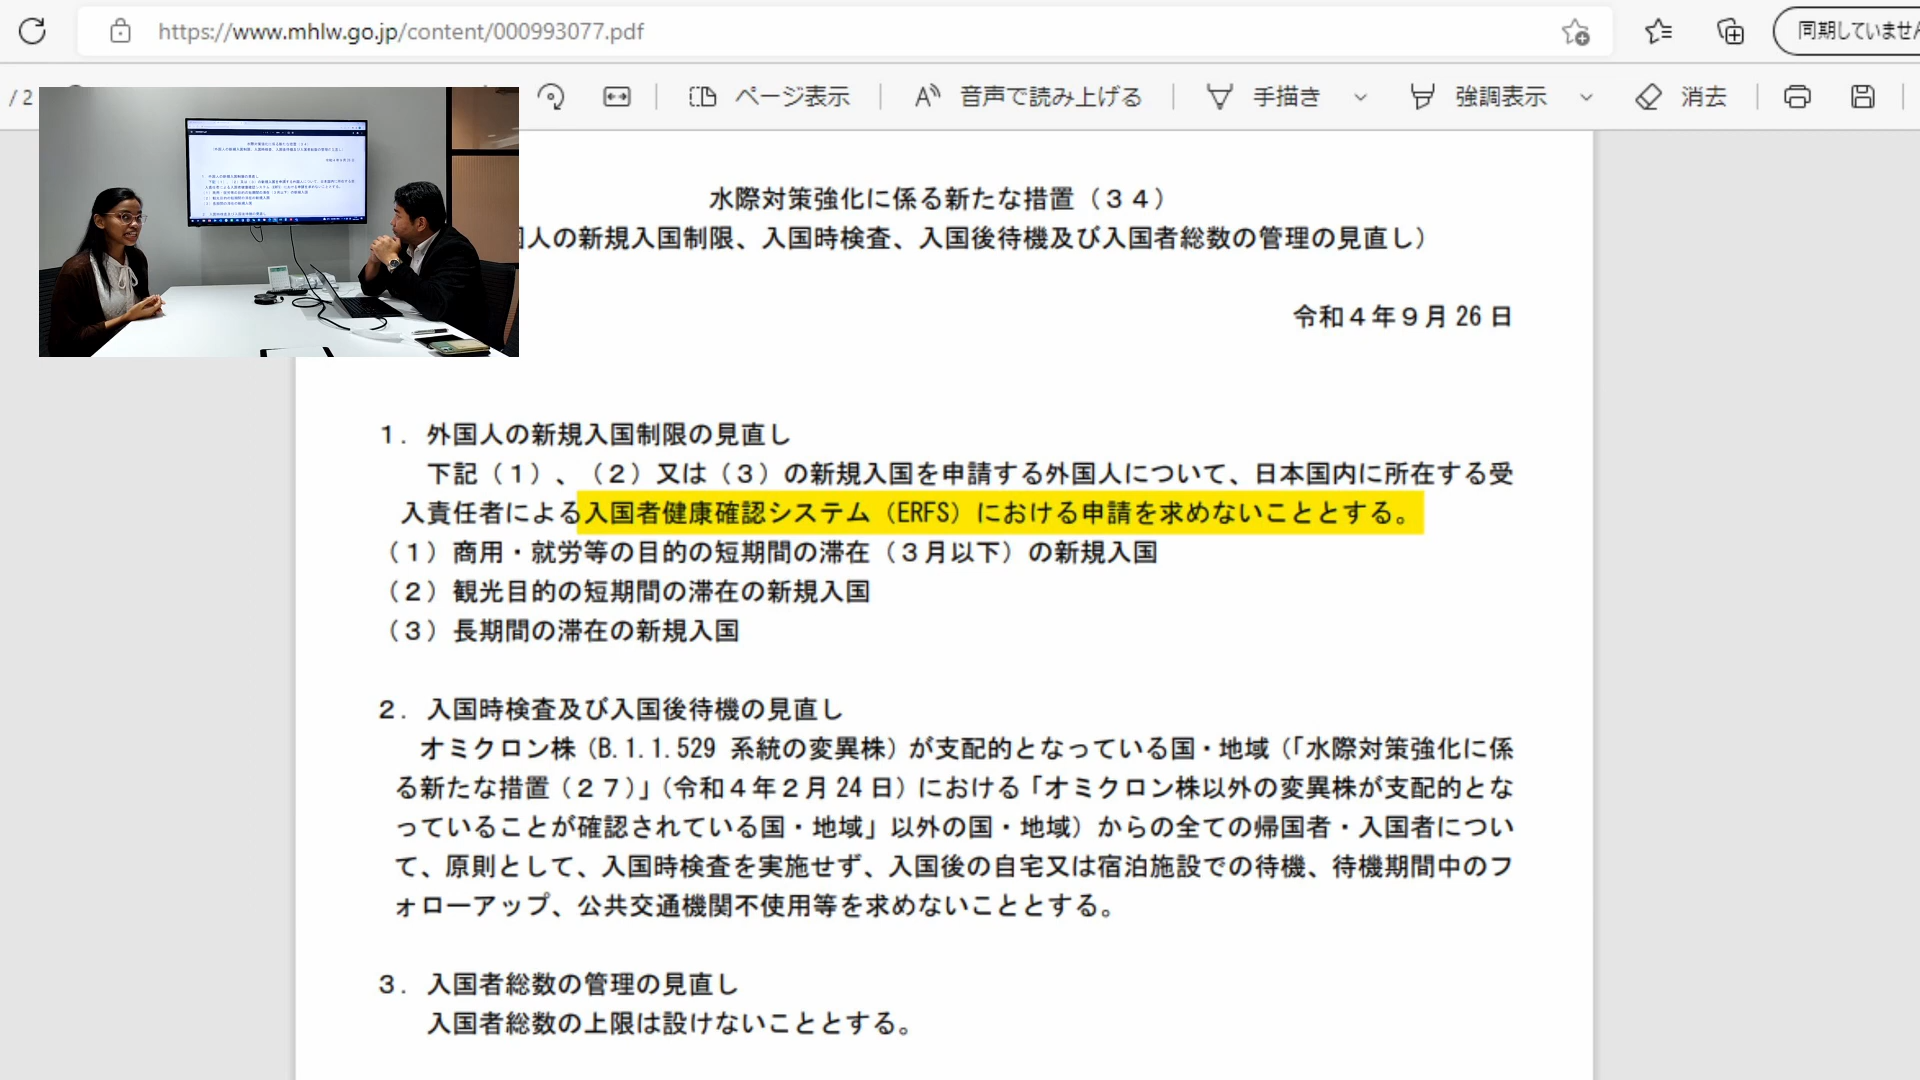 https://www.mhlw.go.jp/content/000993077.pdf
同期していません
/ 2
ページ表示
音声で読み上げる
手描き
強調表示
消去
水際対策強化に係る新たな措置（３４）
人の新規入国制限、入国時検査、入国後待機及び入国者総数の管理の見直し）
令和４年９月 26 日
１．外国人の新規入国制限の見直し
下記（１）、（２）又は（３）の新規入国を申請する外国人について、日本国内に所在する受
入責任者による入国者健康確認システム（ERFS）における申請を求めないこととする。
（１）商用・就労等の目的の短期間の滞在（３月以下）の新規入国
（２）観光目的の短期間の滞在の新規入国
（３）長期間の滞在の新規入国
２．入国時検査及び入国後待機の見直し
オミクロン株（B.1.1.529 系統の変異株）が支配的となっている国・地域（「水際対策強化に係
る新たな措置（２７）」（令和４年２月 24 日）における「オミクロン株以外の変異株が支配的とな
っていることが確認されている国・地域」以外の国・地域）からの全ての帰国者・入国者につい
て、原則として、入国時検査を実施せず、入国後の自宅又は宿泊施設での待機、待機期間中のフ
ォローアップ、公共交通機関不使用等を求めないこととする。
３．入国者総数の管理の見直し
入国者総数の上限は設けないこととする。